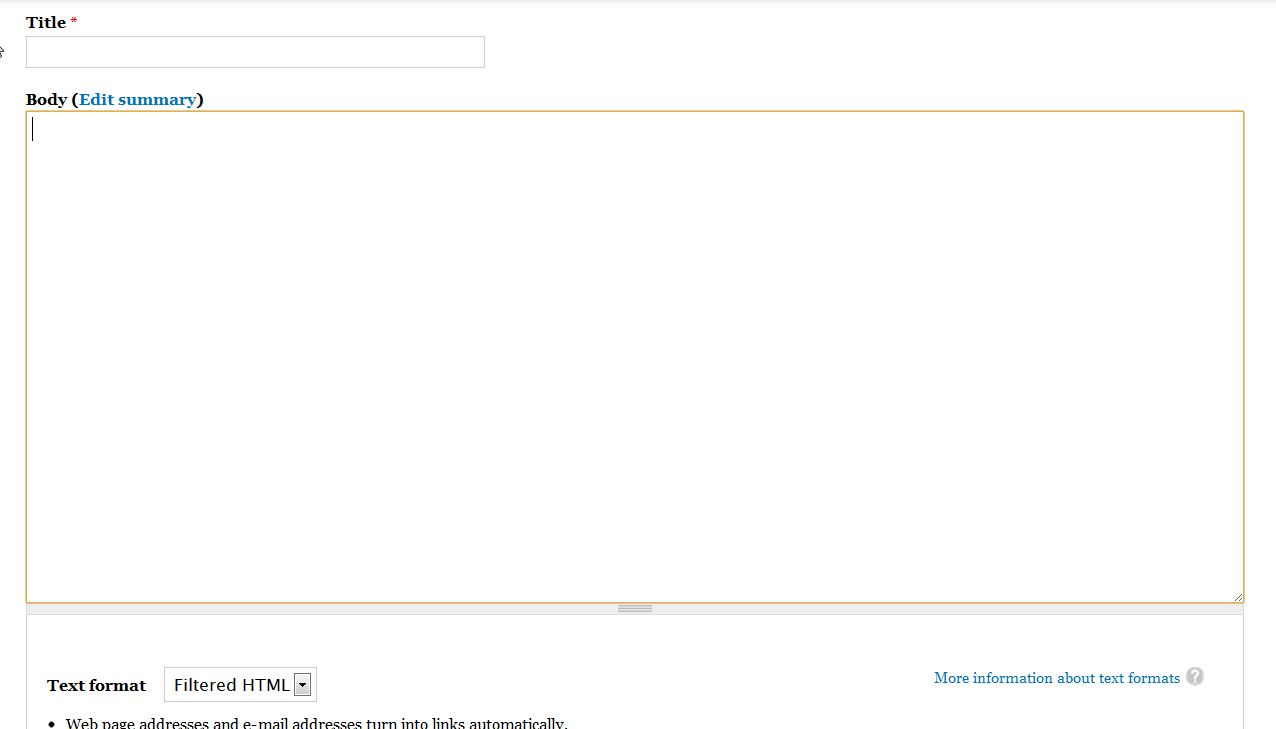 Title *
Body (Edit summary)
Text format Filtered HTML More information about text formats ?
• Web page addresses and e-mail addresses turn into links automatically.